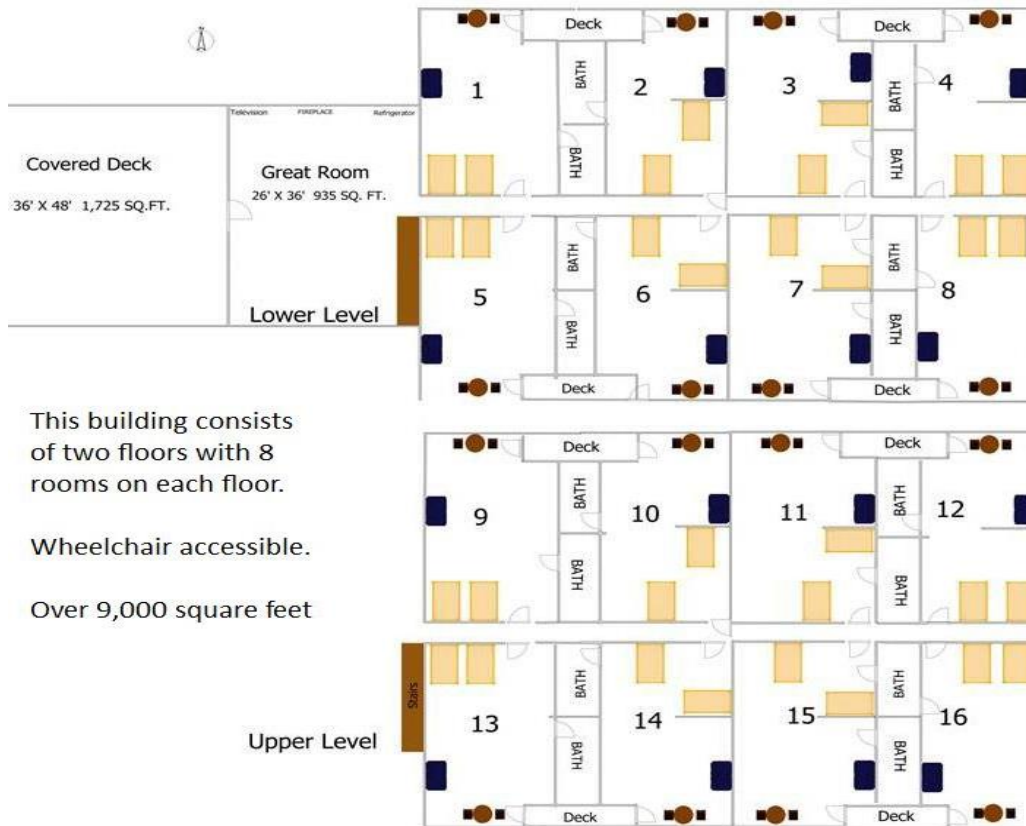 Deck
Deck
1
BATH
2
3
BATH
4
Television
FIREPLACE
Refrigerator
Covered Deck
36' X 48' 1,725 SQ.FT.
Great Room
26' X 36' 935 SQ. FT.
BATH
BATH
Lower Level
5
BATH
BATH
6
7
BATH
BATH
8
Deck
Deck
This building consists
of two floors with 8
rooms on each floor.
Wheelchair accessible.
Over 9,000 square feet
Deck
Deck
9
BATH
10
11
BATH
12
BATH
BATH
Stairs
Upper Level
13
BATH
BATH
14
15
BATH
BATH
16
Deck
Deck